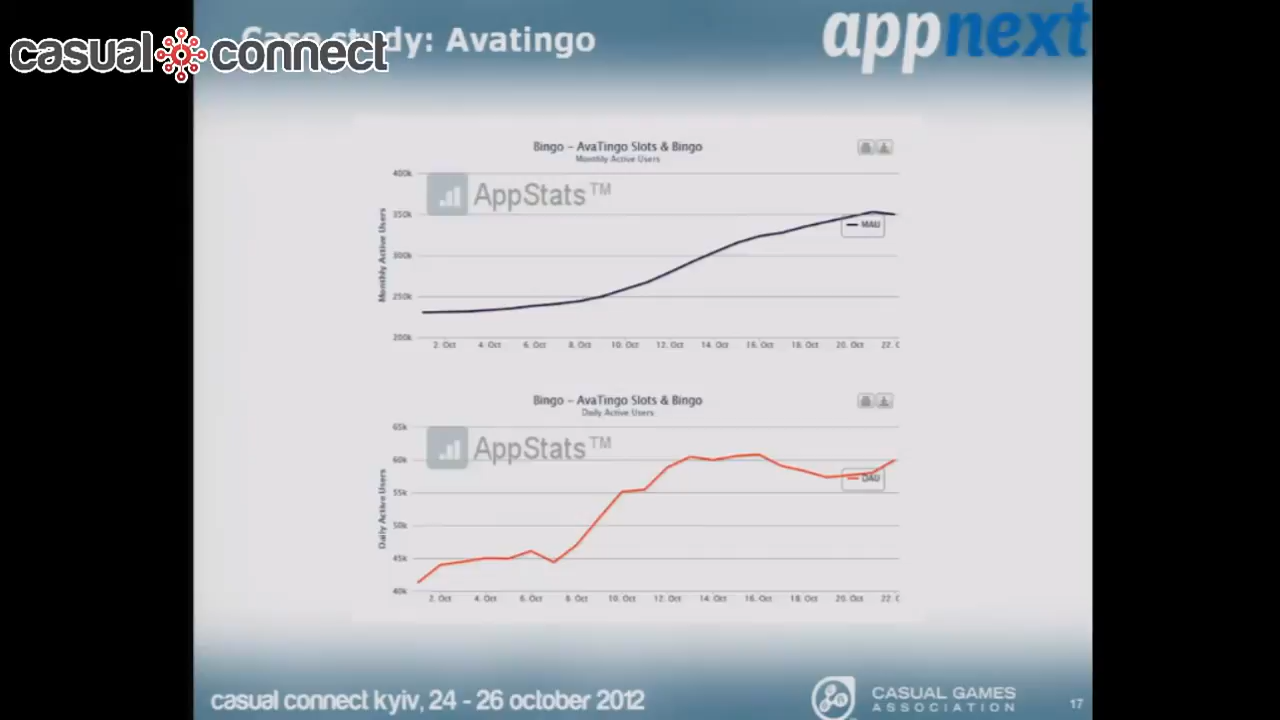 Case study: Avatingo
casual connect
appnext
Bingo - AvaTingo Slots & Bingo
Monthly Active Users
AppStats™
Monthly Active Users
400k
350k
300k
250k
200k
MAU
2. Oct 4. Oct 6. Oct 8. Oct 10. Oct 12. Oct 14. Oct 16. Oct 18. Oct 20. Oct 22. O
Bingo - AvaTingo Slots & Bingo
Daily Active Users
AppStats™
Daily Active Users
65k
60k
55k
50k
45k
40k
DAU
2. Oct 4. Oct 6. Oct 8. Oct 10. Oct 12. Oct 14. Oct 16. Oct 18. Oct 20. Oct 22. O
casual connect kyiv, 24 - 26 october 2012
CASUAL GAMES
ASSOCIATION
17